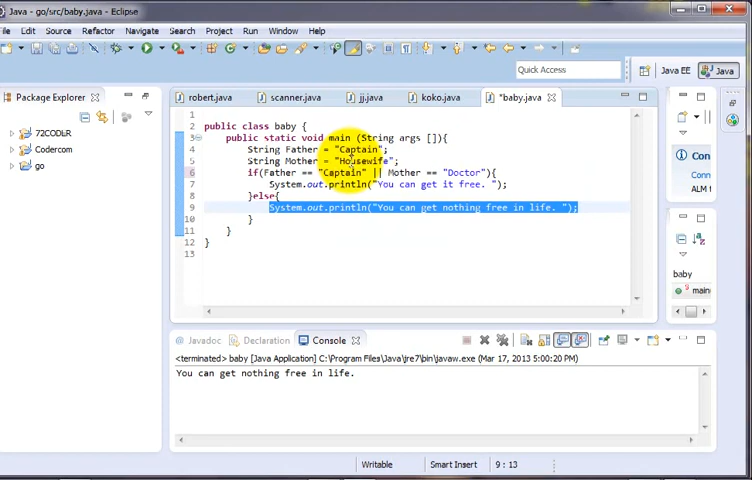 Java - go/src/baby.java - Eclipse
File Edit Source Refactor Navigate Search Project Run Window Help
Quick Access
Java EE
Java
Package Explorer
robert.java
scanner.java
jj.java
koko.java
*baby.java
72CODER
Codercom
go
1
2 public class baby {
3 public static void main (String args []){
4 String Father = "Captain";
5 String Mother = "Housewife";
6 if(Father == "Captain" || Mother == "Doctor"){
7 System.out.println("You can get it free. ");
8 }else{
9 System.out.println("You can get nothing free in life. ");
10 }
11 }
12 }
13
Con
ALM
baby
main
Javadoc
Declaration
Console
<terminated> baby [Java Application] C:\Program Files\Java\jre7\bin\javaw.exe (Mar 17, 2013 5:00:20 PM)
You can get nothing free in life.
Writable
Smart Insert
9 : 13